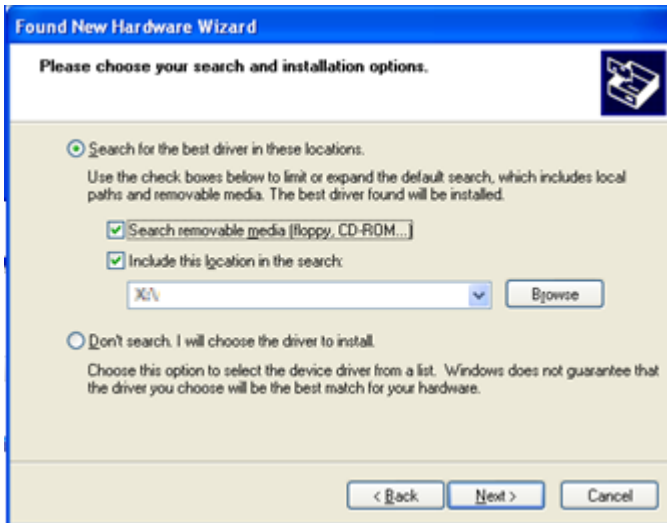 Found New Hardware Wizard
Please choose your search and installation options.
Search for the best driver in these locations.
Use the check boxes below to limit or expand the default search, which includes local
paths and removable media. The best driver found will be installed.
Search removable media (floppy, CD-ROM...)
Include this location in the search:
X:\
Browse
Don't search. I will choose the driver to install.
Choose this option to select the device driver from a list. Windows does not guarantee that
the driver you choose will be the best match for your hardware.
< Back Next > Cancel